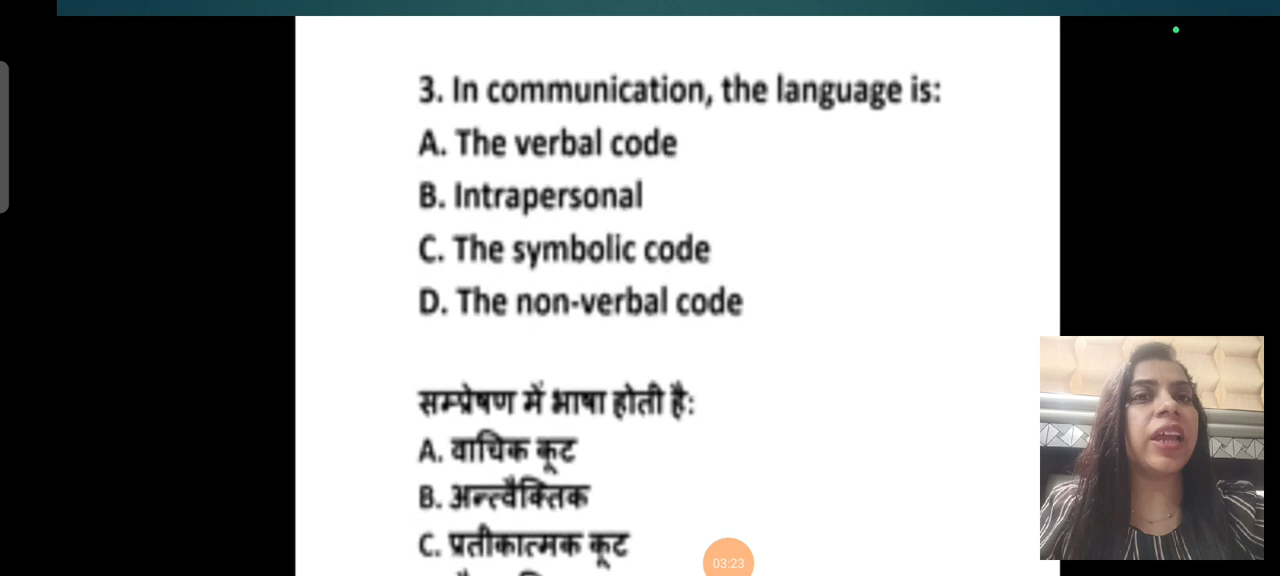 3. In communication, the language is:
A. The verbal code
B. Intrapersonal
C. The symbolic code
D. The non-verbal code
सम्प्रेषण में भाषा होती है:
A. वाचिक कूट
B. अन्त्वैक्तिक
C. प्रतीकात्मक कूट
03:23